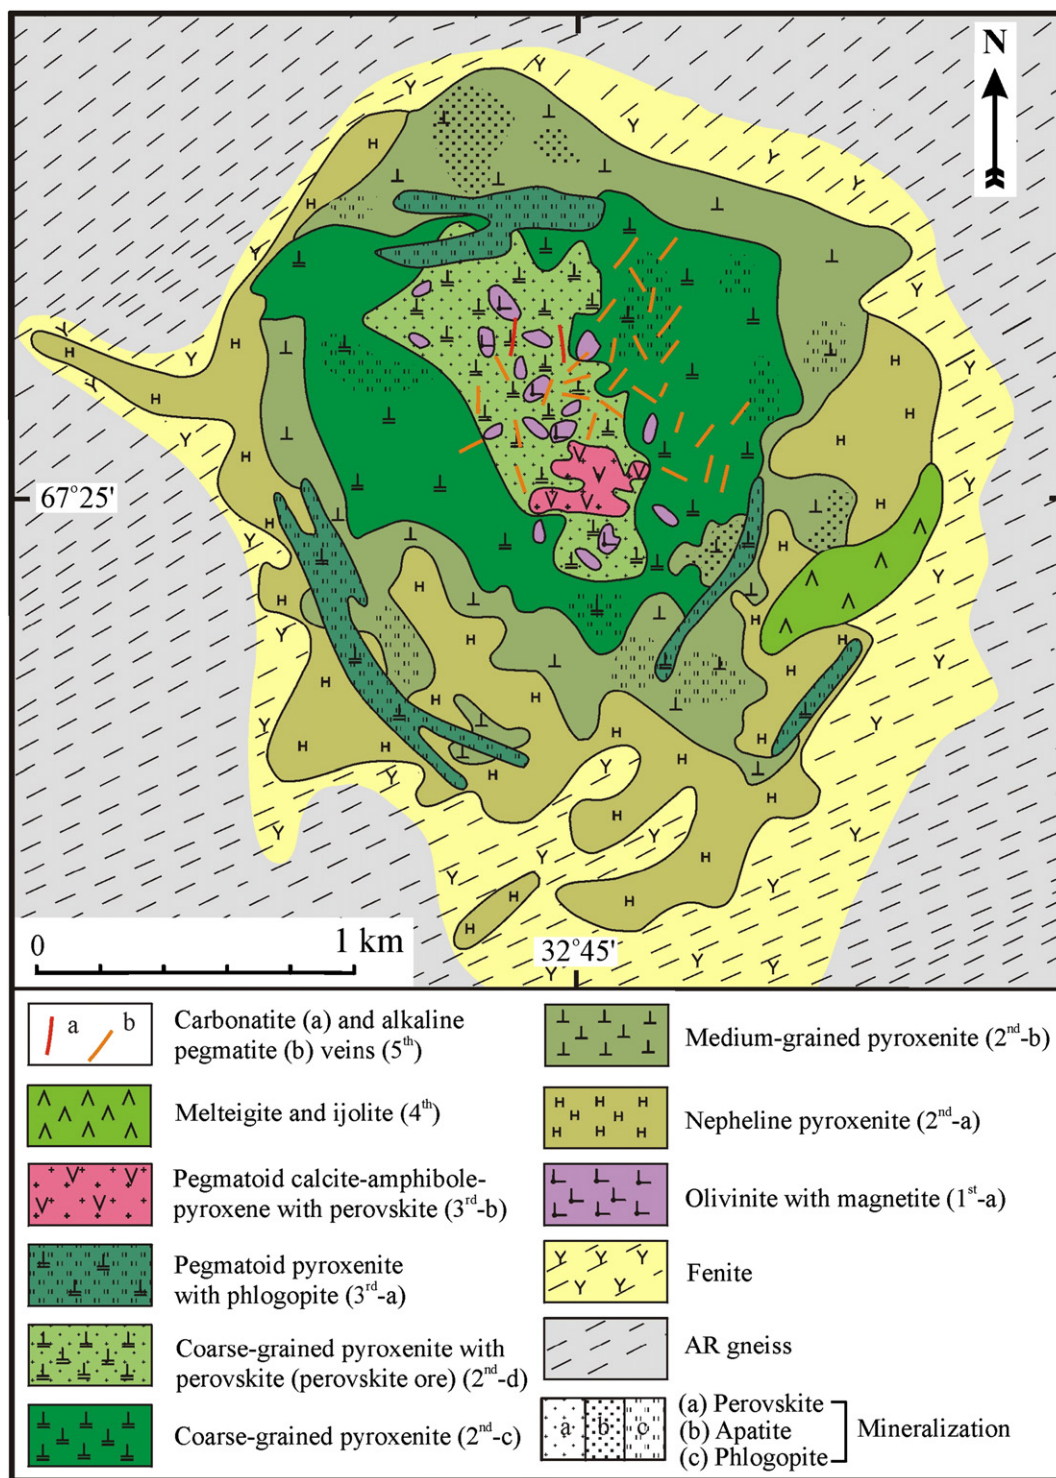 N
67°25'
0 1 km
32°45'
a b
Carbonatite (a) and alkaline
pegmatite (b) veins (5th)
Melteigite and ijolite (4th)
Pegmatoid calcite-amphibole-
pyroxene with perovskite (3rd-b)
Pegmatoid pyroxenite
with phlogopite (3rd-a)
Coarse-grained pyroxenite with
perovskite (perovskite ore) (2nd-d)
Coarse-grained pyroxenite (2nd-c)
Medium-grained pyroxenite (2nd-b)
Nepheline pyroxenite (2nd-a)
Olivinite with magnetite (1st-a)
Fenite
AR gneiss
a b c
(a) Perovskite
(b) Apatite
(c) Phlogopite
Mineralization